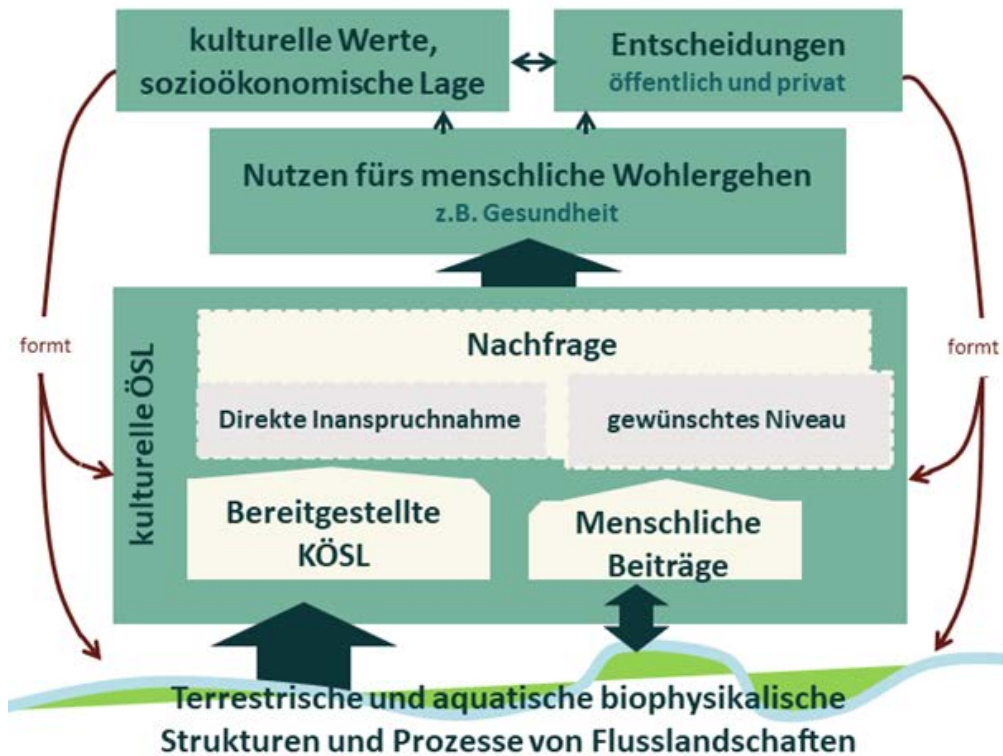 kulturelle Werte,
sozioökonomische Lage
Entscheidungen
öffentlich und privat
Nutzen fürs menschliche Wohlergehen
z.B. Gesundheit
formt
formt
kulturelle ÖSL
Nachfrage
Direkte Inanspruchnahme
gewünschtes Niveau
Bereitgestellte
KÖSL
Menschliche
Beiträge
Terrestrische und aquatische biophysikalische
Strukturen und Prozesse von Flusslandschaften